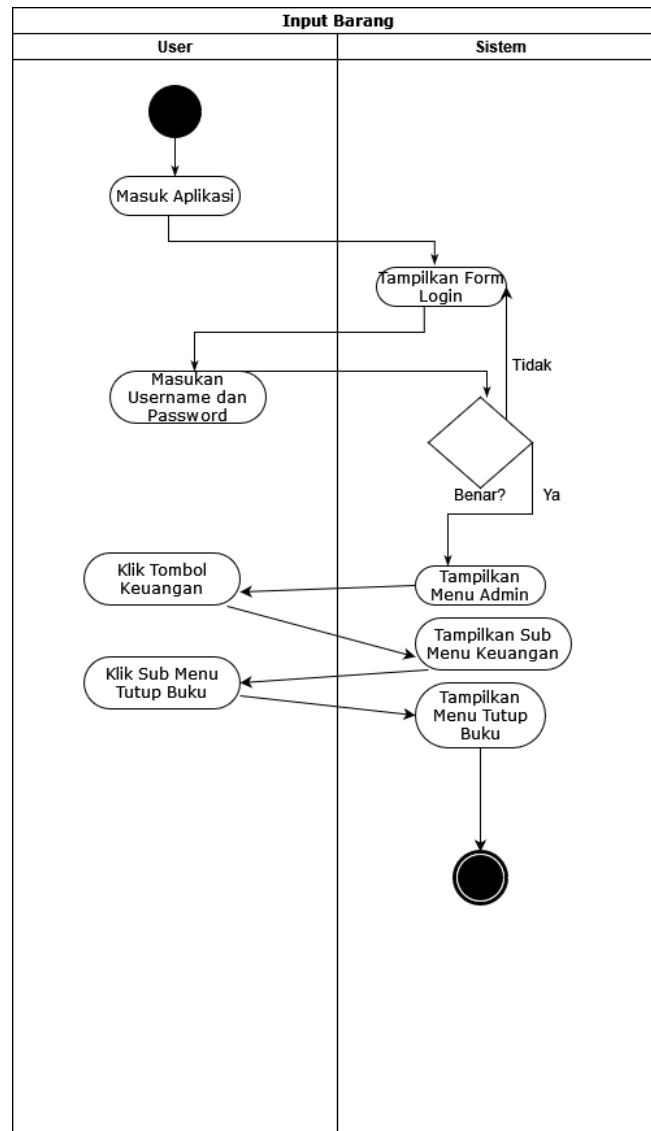 Input Barang
User
Sistem
Masuk Aplikasi
Tampilkan Form
Login
Masukan
Username dan
Password
Tidak
Benar?
Ya
Klik Tombol
Keuangan
Tampilkan
Menu Admin
Tampilkan Sub
Menu Keuangan
Klik Sub Menu
Tutup Buku
Tampilkan
Menu Tutup
Buku